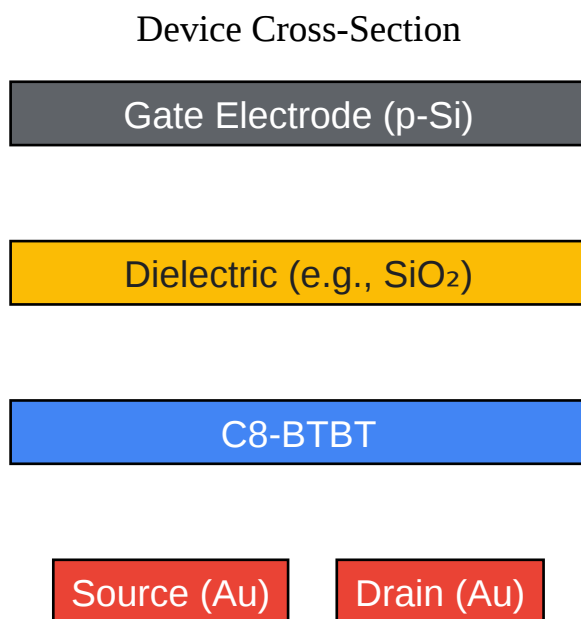 Device Cross-Section
Gate Electrode (p-Si)
Dielectric (e.g., SiO₂)
C8-BTBT
Source (Au) Drain (Au)